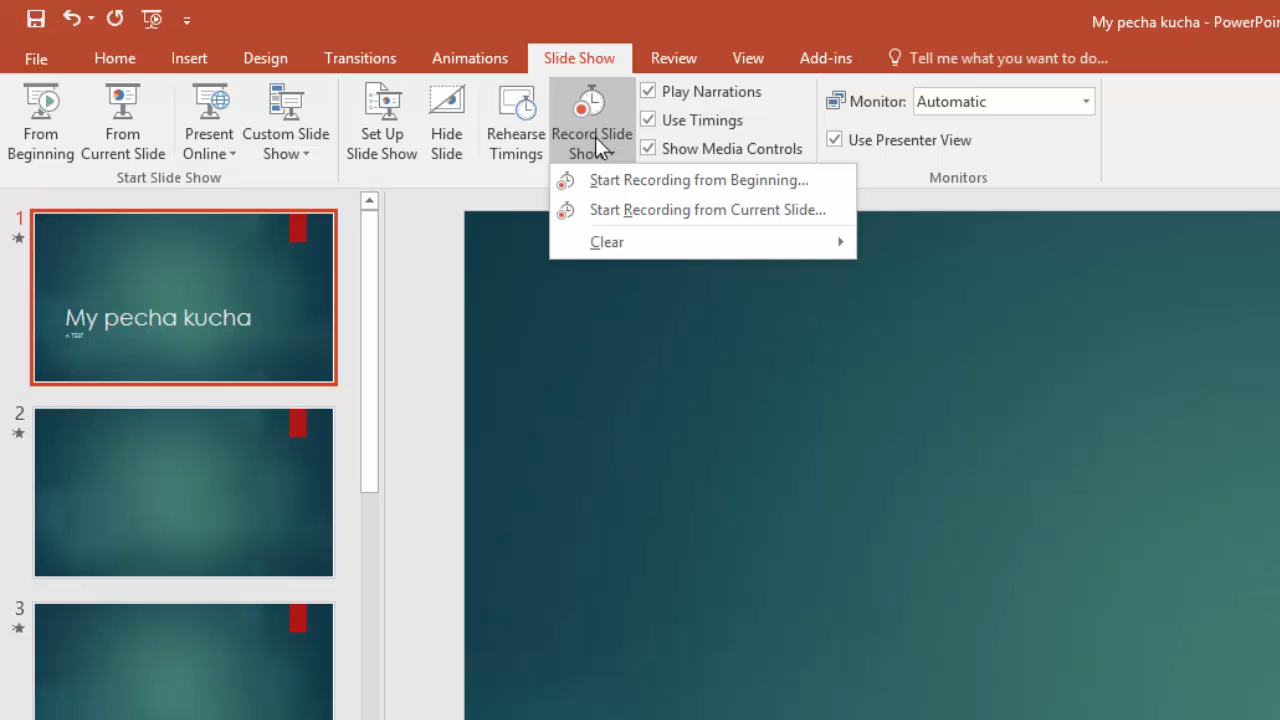 My pecha kucha - PowerPoin
File Home Insert Design Transitions Animations Slide Show Review View Add-ins Tell me what you want to do...
From Beginning
From Current Slide
Present Online
Custom Slide Show
Set Up Slide Show
Hide Slide
Rehearse Timings
Record Slide Show
Play Narrations
Use Timings
Show Media Controls
Monitor: Automatic
Use Presenter View
Start Slide Show
Monitors
Start Recording from Beginning...
Start Recording from Current Slide...
Clear
1
My pecha kucha
2
3